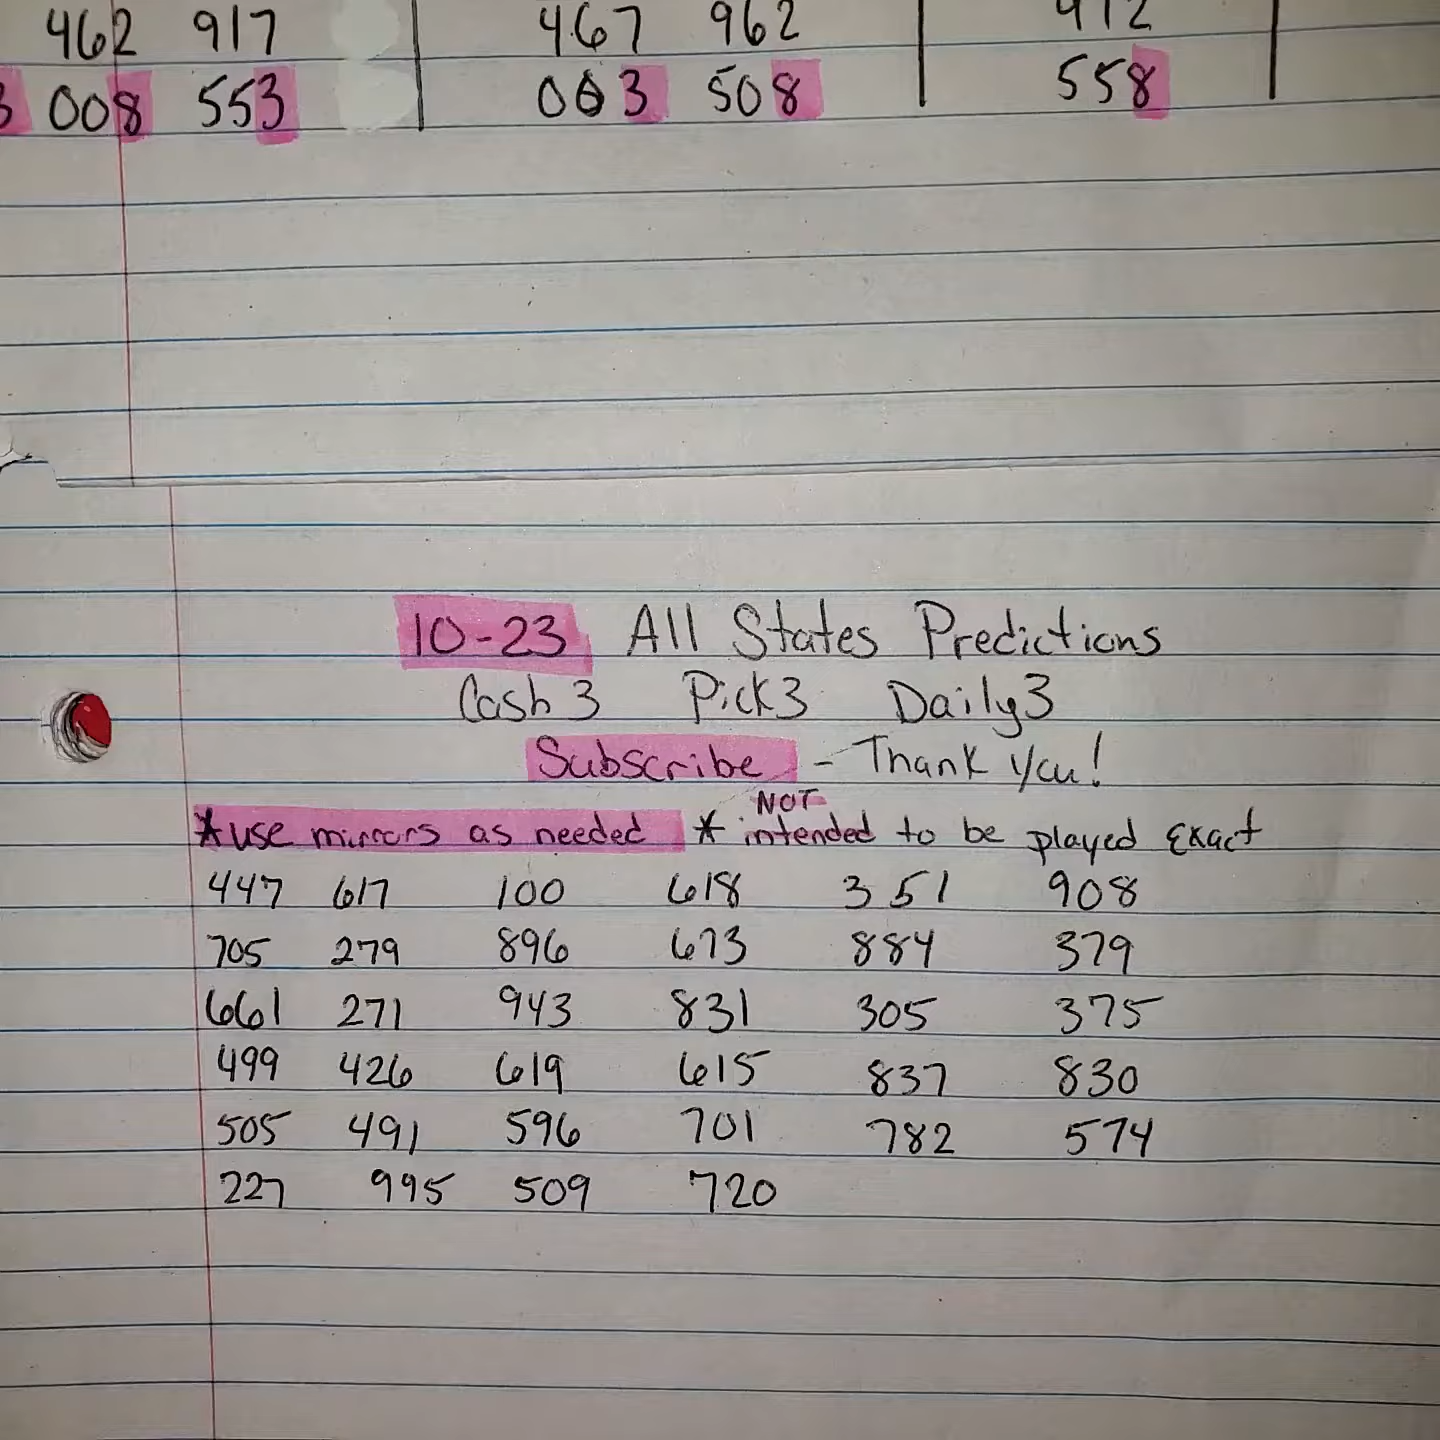 462 917 467 962 912
3 008 553 003 508 558
10-23 All States Predictions
Cash 3 Pick3 Daily3
Subscribe - Thank you!
NOT
*use mirrors as needed * intended to be played Exact
447 617 100 618 351 908
705 279 896 673 884 379
661 271 943 831 305 375
499 426 619 615 837 830
505 491 596 701 782 574
227 995 509 720